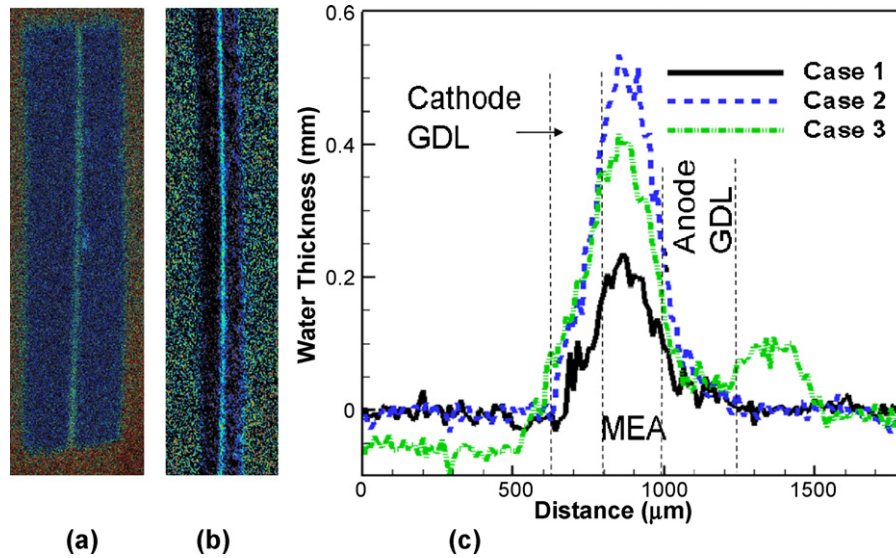 0.6
0.4
0.2
0
Water Thickness (mm)
Cathode
GDL
Case 1
Case 2
Case 3
Anode
GDL
MEA
0
500
1000
1500
Distance (μm)
(a)
(b)
(c)